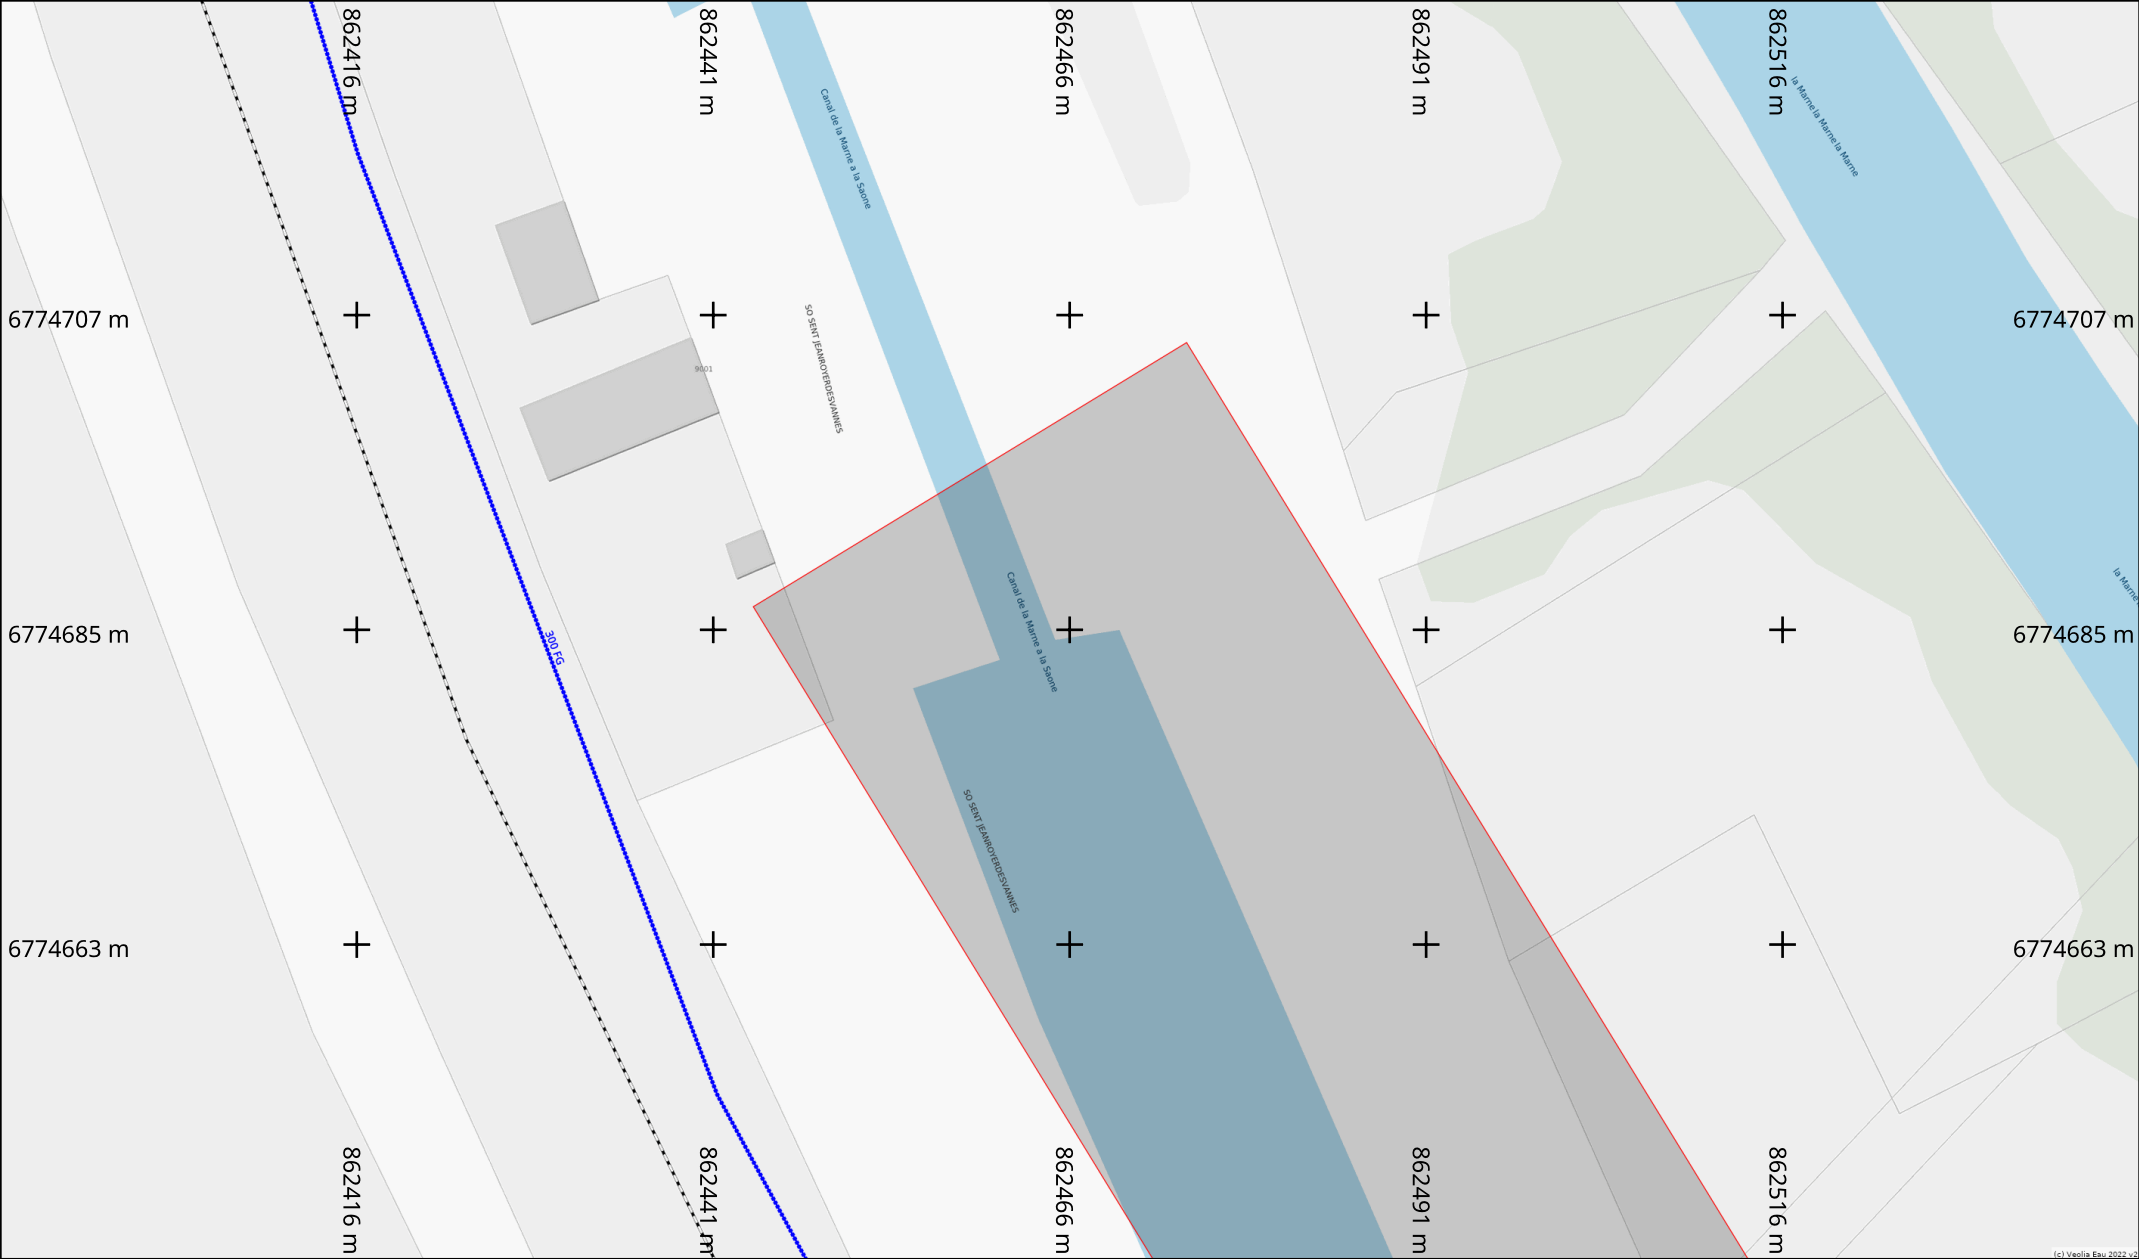 862416 m
862441 m
862466 m
862491 m
862516 m
Canal de la Marne a la Saone
la Marne la Marne la Marne
6774707 m
6774707 m
SO SENT JEANROYERDESVANNES
9001
Canal de la Marne a la Saone
la Marne
300 FG
6774685 m
6774685 m
SO SENT JEANROYERDESVANNES
6774663 m
6774663 m
862416 m
862441 m
862466 m
862491 m
862516 m
(c) Veolia Eau 2022 v2